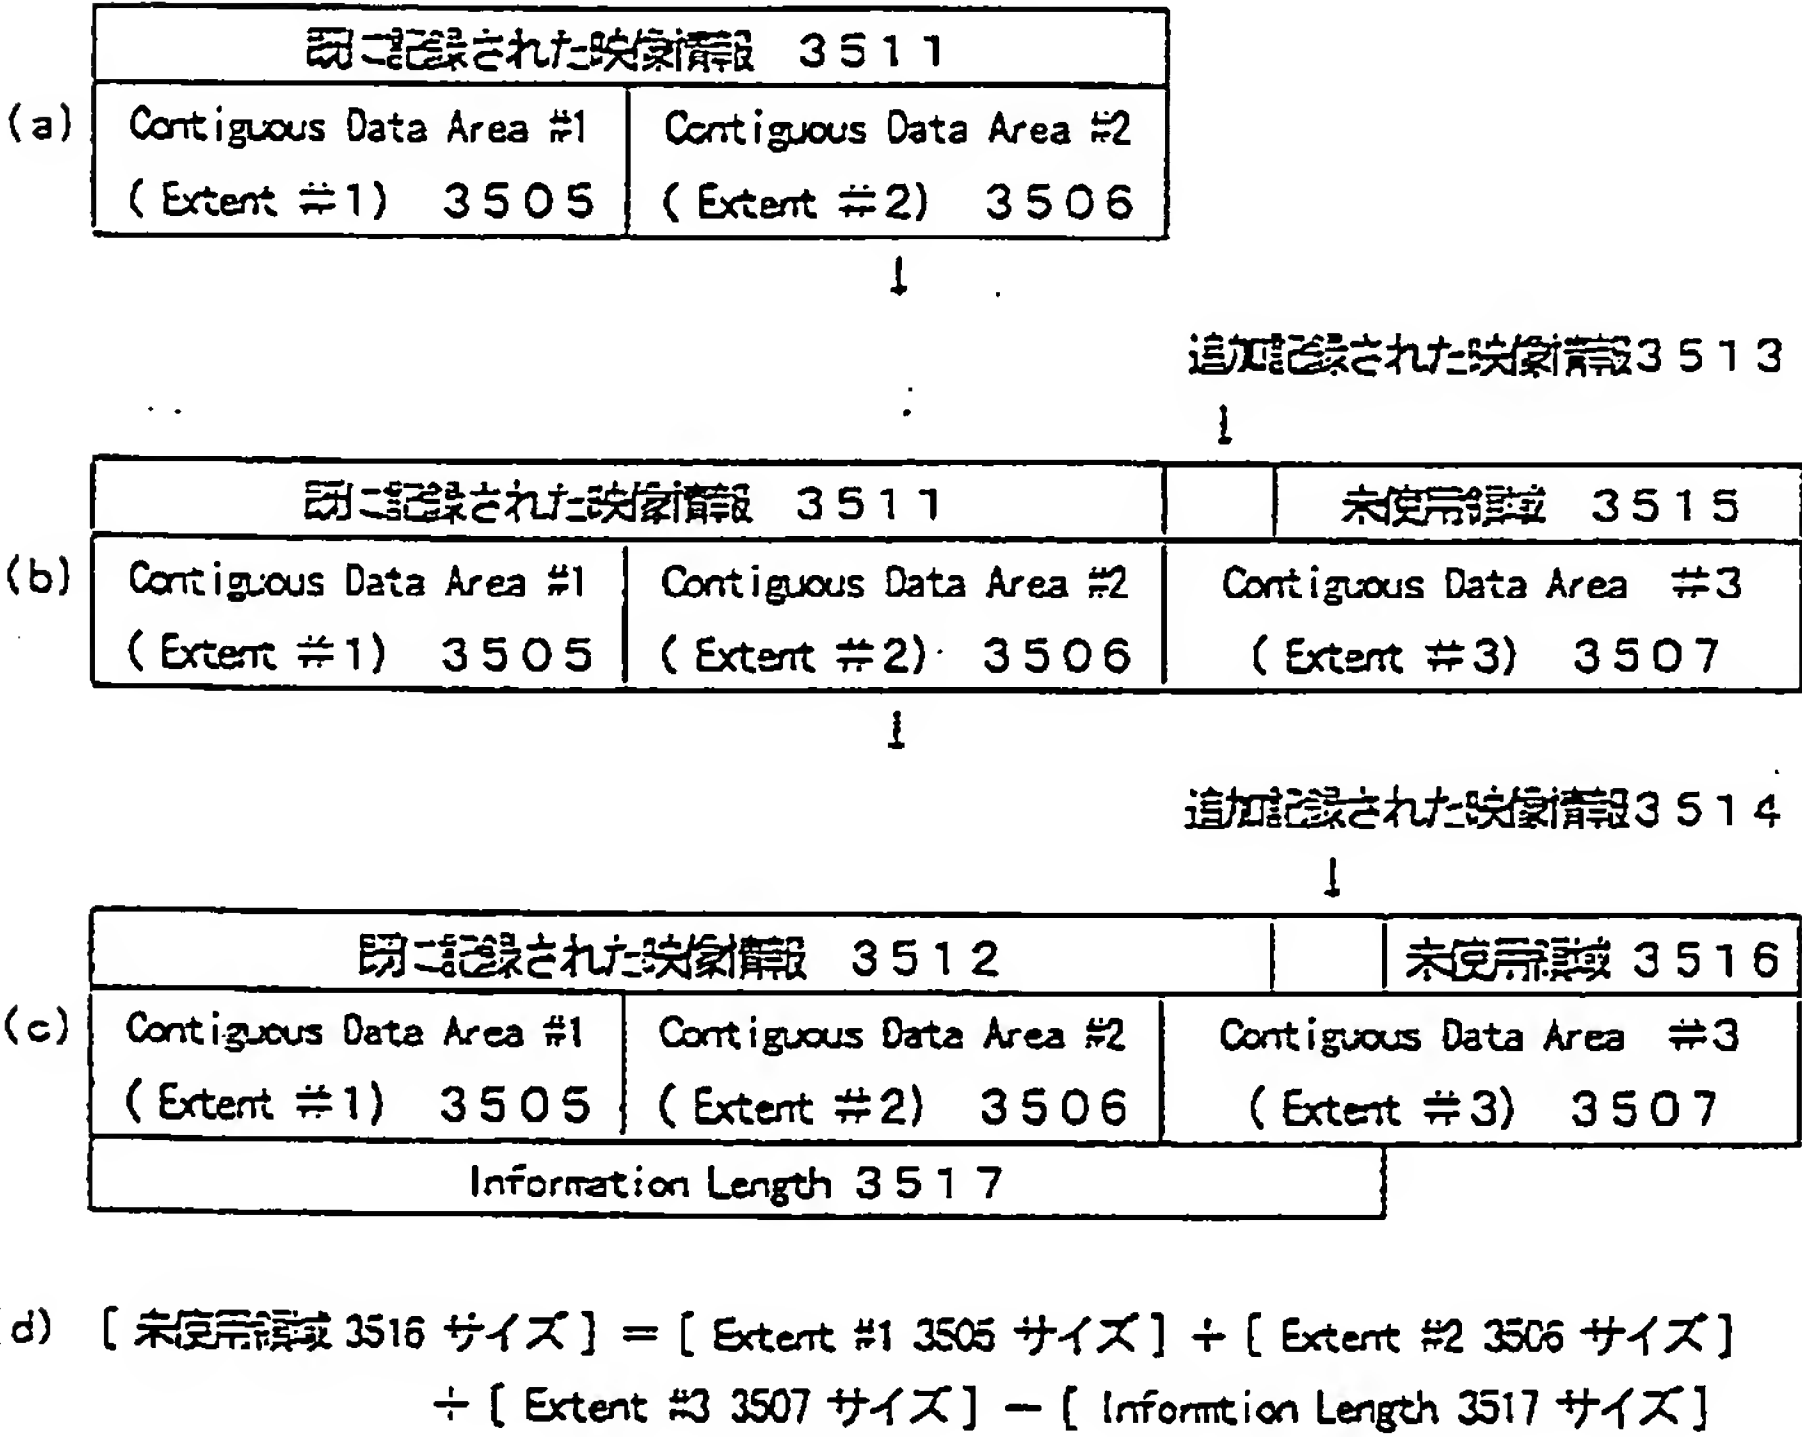 既に記録された映像情報 3511
(a)
Contiguous Data Area #1
Contiguous Data Area #2
(Extent #1) 3505
(Extent #2) 3506
↓
追加記録された映像情報3513
↓
既に記録された映像情報 3511
未使用領域 3515
(b)
Contiguous Data Area #1
Contiguous Data Area #2
Contiguous Data Area #3
(Extent #1) 3505
(Extent #2) 3506
(Extent #3) 3507
↓
追加記録された映像情報3514
↓
既に記録された映像情報 3512
未使用領域 3516
(c)
Contiguous Data Area #1
Contiguous Data Area #2
Contiguous Data Area #3
(Extent #1) 3505
(Extent #2) 3506
(Extent #3) 3507
Information Length 3517
d) [未使用領域 3516 サイズ] = [Extent #1 3505 サイズ] + [Extent #2 3506 サイズ]
+ [Extent #3 3507 サイズ] − [Informtion Length 3517 サイズ]